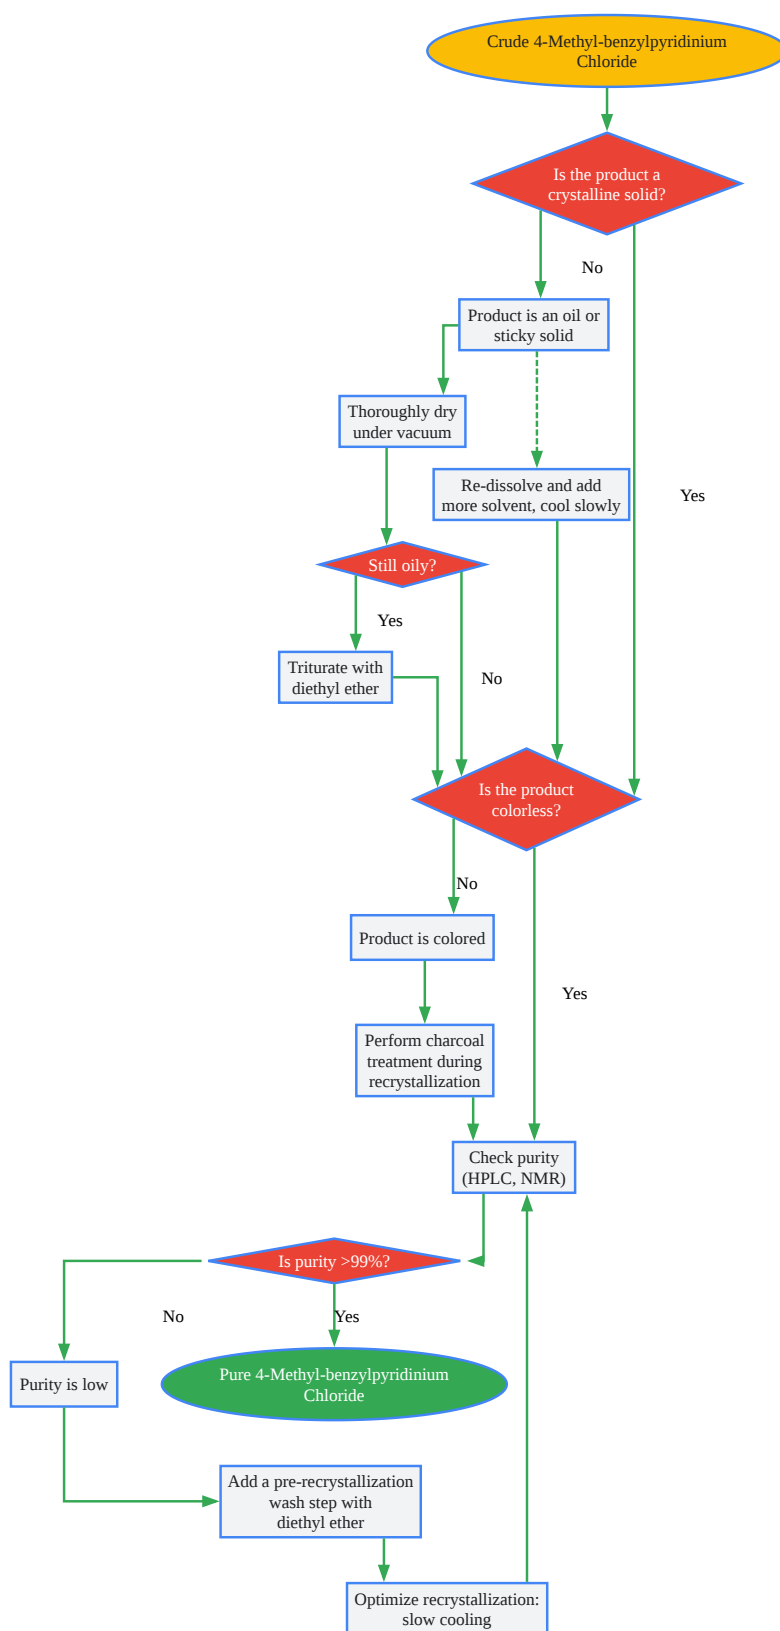 Crude 4-Methyl-benzylpyridinium
Chloride
Is the product a
crystalline solid?
No
Product is an oil or
sticky solid
Thoroughly dry
under vacuum
Re-dissolve and add
more solvent, cool slowly
Yes
Still oily?
Yes
Triturate with
diethyl ether
No
Is the product
colorless?
No
Product is colored
Yes
Perform charcoal
treatment during
recrystallization
Check purity
(HPLC, NMR)
Is purity >99%?
No
Yes
Purity is low
Pure 4-Methyl-benzylpyridinium
Chloride
Add a pre-recrystallization
wash step with
diethyl ether
Optimize recrystallization:
slow cooling